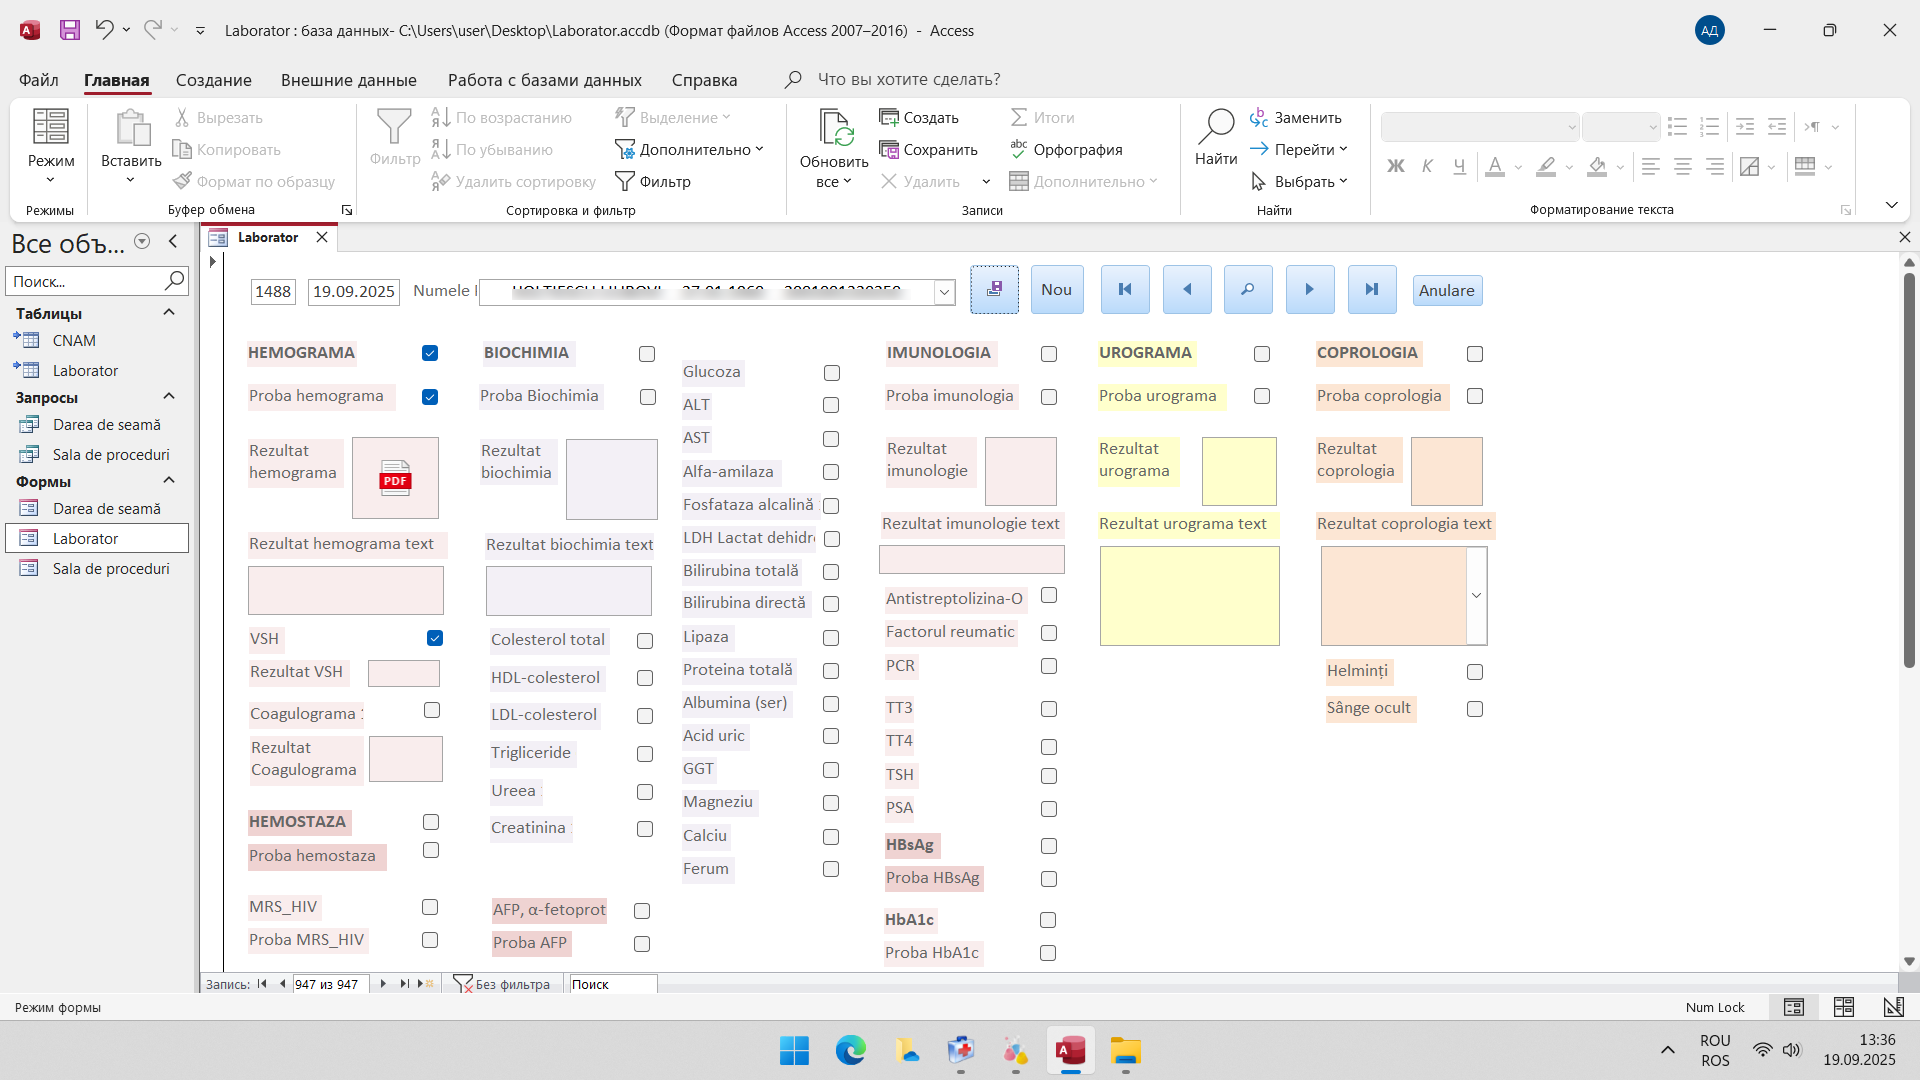 Laborator : база данных- C:\Users\user\Desktop\Laborator.accdb (Формат файлов Access 2007–2016) - Access
АД
Файл Главная Создание Внешние данные Работа с базами данных Справка Что вы хотите сделать?
Режим
Режимы
Вставить
Вырезать
Копировать
Формат по образцу
Буфер обмена
Фильтр
По возрастанию
По убыванию
Удалить сортировку
Выделение
Дополнительно
Фильтр
Сортировка и фильтр
Обновить
все
Создать
Сохранить
Удалить
Итоги
Орфография
Дополнительно
Записи
Найти
Заменить
Перейти
Выбрать
Найти
Ж К Ч
Форматирование текста
Все объ...
Поиск...
Таблицы
CNAM
Laborator
Запросы
Darea de seamă
Sala de proceduri
Формы
Darea de seamă
Laborator
Sala de proceduri
Laborator
1488 19.09.2025 Numele
Nou
Anulare
HEMOGRAMA
Proba hemograma
Rezultat
hemograma
PDF
Rezultat hemograma text
VSH
Rezultat VSH
Coagulograma
Rezultat
Coagulograma
HEMOSTAZA
Proba hemostaza
MRS_HIV
Proba MRS_HIV
BIOCHIMIA
Proba Biochimia
Rezultat
biochimia
Rezultat biochimia text
Colesterol total
HDL-colesterol
LDL-colesterol
Trigliceride
Ureea
Creatinina
AFP, α-fetoprot
Proba AFP
Glucoza
ALT
AST
Alfa-amilaza
Fosfataza alcalină
LDH Lactat dehidr
Bilirubina totală
Bilirubina directă
Lipaza
Proteina totală
Albumina (ser)
Acid uric
GGT
Magneziu
Calciu
Ferum
IMUNOLOGIA
Proba imunologia
Rezultat
imunologie
Rezultat imunologie text
Antistreptolizina-O
Factorul reumatic
PCR
TT3
TT4
TSH
PSA
HBsAg
Proba HBsAg
HbA1c
Proba HbA1c
UROGRAMA
Proba urograma
Rezultat
urograma
Rezultat urograma text
COPROLOGIA
Proba coprologia
Rezultat
coprologia
Rezultat coprologia text
Helminți
Sânge ocult
Запись: 947 из 947 Без фильтра Поиск
Режим формы
Num Lock
ROU
ROS
13:36
19.09.2025